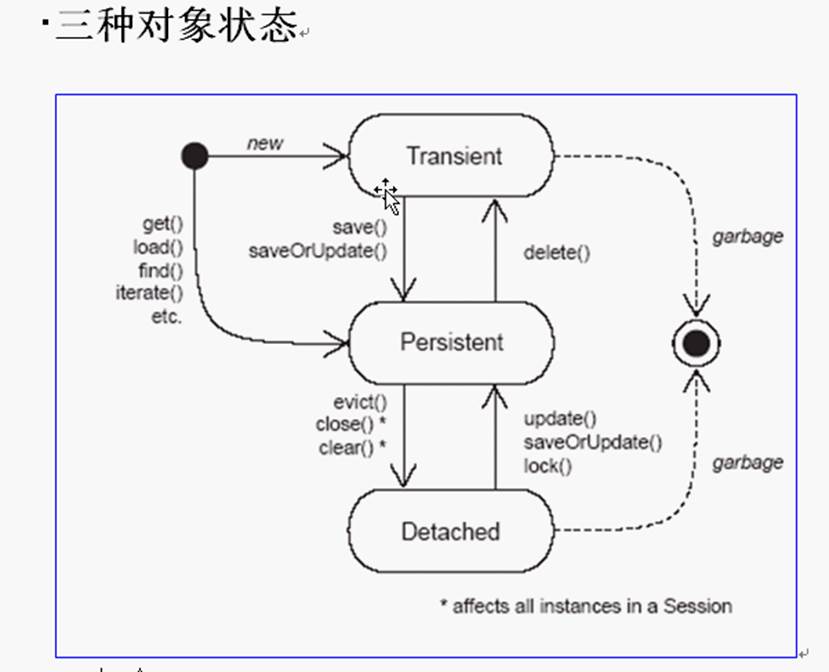 ▪三种对象状态
new
Transient
get()
load()
find()
iterate()
etc.
save()
saveOrUpdate()
delete()
garbage
Persistent
evict()
close() *
clear() *
update()
saveOrUpdate()
lock()
garbage
Detached
* affects all instances in a Session